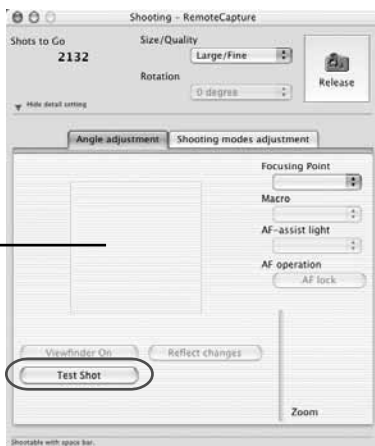 Shooting - RemoteCapture
Shots to Go
2132
Size/Quality
Large/Fine
Rotation
0 degree
Release
Hide detail setting
Angle adjustment
Shooting modes adjustment
Focusing Point
Macro
AF-assist light
AF operation
AF lock
Viewfinder On
Reflect changes
Test Shot
Zoom
Shootable with space bar.